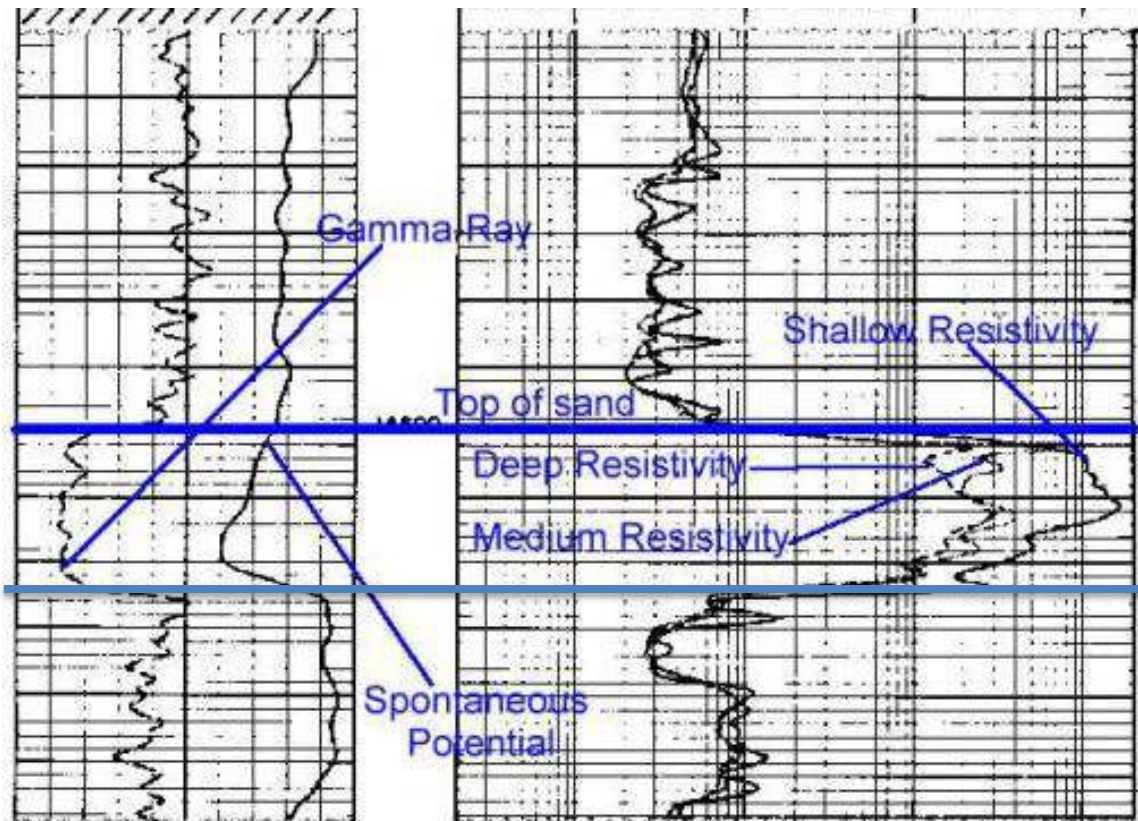 Gamma Ray
Shallow Resistivity
Top of sand
Deep Resistivity
Medium Resistivity
Spontaneous
Potential